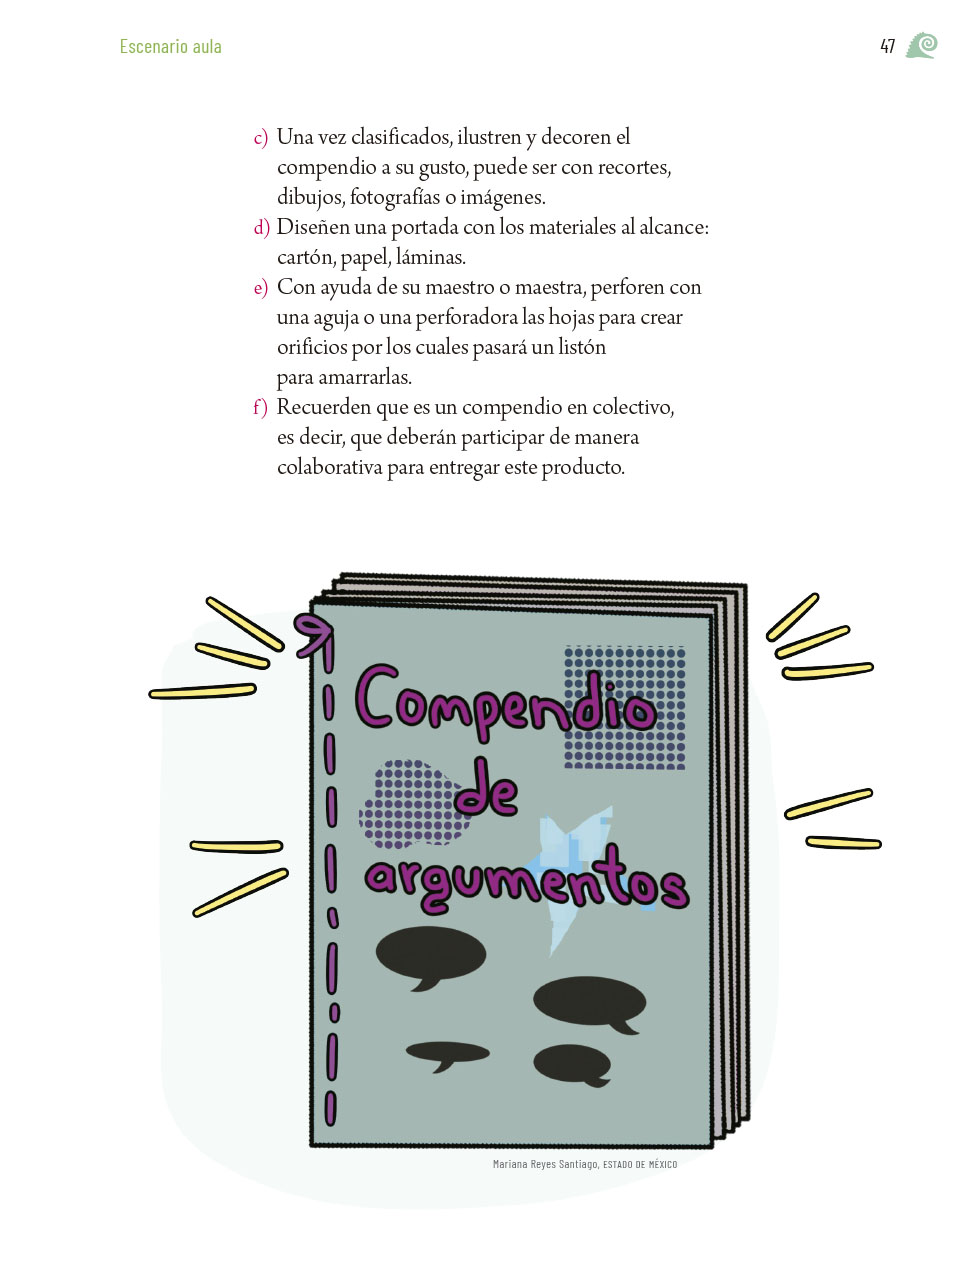 Escenario aula
47
c) Una vez clasificados, ilustren y decoren el
compendio a su gusto, puede ser con recortes,
dibujos, fotografías o imágenes.
d) Diseñen una portada con los materiales al alcance:
cartón, papel, láminas.
e) Con ayuda de su maestro o maestra, perforen con
una aguja o una perforadora las hojas para crear
orificios por los cuales pasará un listón
para amarrarlas.
f) Recuerden que es un compendio en colectivo,
es decir, que deberán participar de manera
colaborativa para entregar este producto.
Compendio
de
argumentos
Mariana Reyes Santiago, ESTADO DE MÉXICO